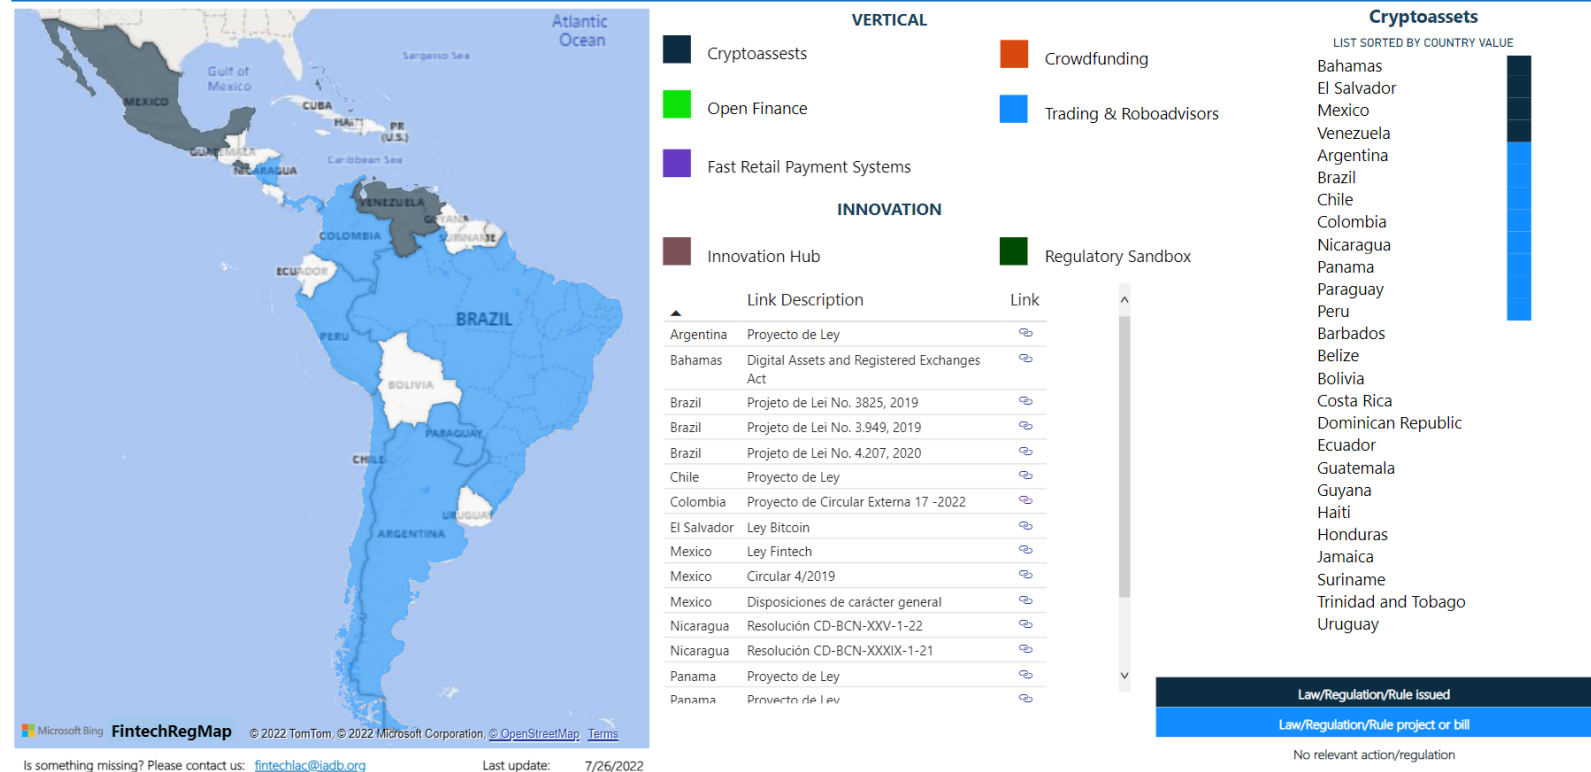 Atlantic
Ocean
Sargasso Sea
Gulf of
Mexico
MEXICO
CUBA
HAITI
PR
(U.S.)
GUATEMALA
Caribbean Sea
NICARAGUA
VENEZUELA
GUYANA
COLOMBIA
SURINAME
ECUADOR
BRAZIL
PERU
BOLIVIA
PARAGUAY
CHILE
URUGUAY
ARGENTINA
Microsoft Bing
FintechRegMap
© 2022 TomTom, © 2022 Microsoft Corporation, © OpenStreetMap Terms
Is something missing? Please contact us: fintechlac@iadb.org
Last update: 7/26/2022
VERTICAL
Cryptoassests
Crowdfunding
Open Finance
Trading & Roboadvisors
Fast Retail Payment Systems
INNOVATION
Innovation Hub
Regulatory Sandbox
Link Description Link
Argentina Proyecto de Ley
Bahamas Digital Assets and Registered Exchanges
Act
Brazil Projeto de Lei No. 3825, 2019
Brazil Projeto de Lei No. 3.949, 2019
Brazil Projeto de Lei No. 4.207, 2020
Chile Proyecto de Ley
Colombia Proyecto de Circular Externa 17 -2022
El Salvador Ley Bitcoin
Mexico Ley Fintech
Mexico Circular 4/2019
Mexico Disposiciones de carácter general
Nicaragua Resolución CD-BCN-XXV-1-22
Nicaragua Resolución CD-BCN-XXXIX-1-21
Panama Proyecto de Ley
Panama Proyecto de Ley
Cryptoassets
LIST SORTED BY COUNTRY VALUE
Bahamas
El Salvador
Mexico
Venezuela
Argentina
Brazil
Chile
Colombia
Nicaragua
Panama
Paraguay
Peru
Barbados
Belize
Bolivia
Costa Rica
Dominican Republic
Ecuador
Guatemala
Guyana
Haiti
Honduras
Jamaica
Suriname
Trinidad and Tobago
Uruguay
Law/Regulation/Rule issued
Law/Regulation/Rule project or bill
No relevant action/regulation